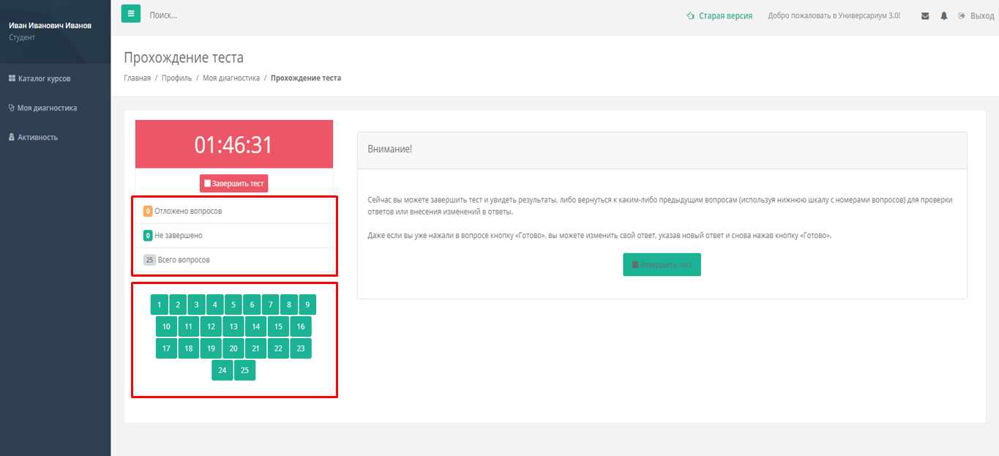 Иван Иванович Иванов
Студент
Каталог курсов
Моя диагностика
Активность
Поиск...
Старая версия
Добро пожаловать в Универсариум 3.0!
Выход
Прохождение теста
Главная / Профиль / Моя диагностика / Прохождение теста
01:46:31
Завершить тест
0 Отложено вопросов
0 Не завершено
25 Всего вопросов
1 2 3 4 5 6 7 8 9
10 11 12 13 14 15 16
17 18 19 20 21 22 23
24 25
Внимание!
Сейчас вы можете завершить тест и увидеть результаты, либо вернуться к каким-либо предыдущим вопросам (используя нижнюю шкалу с номерами вопросов) для проверки
ответов или внесения изменений в ответы.
Даже если вы уже нажали в вопросе кнопку «Готово», вы можете изменить свой ответ, указав новый ответ и снова нажав кнопку «Готово».
Завершить тест